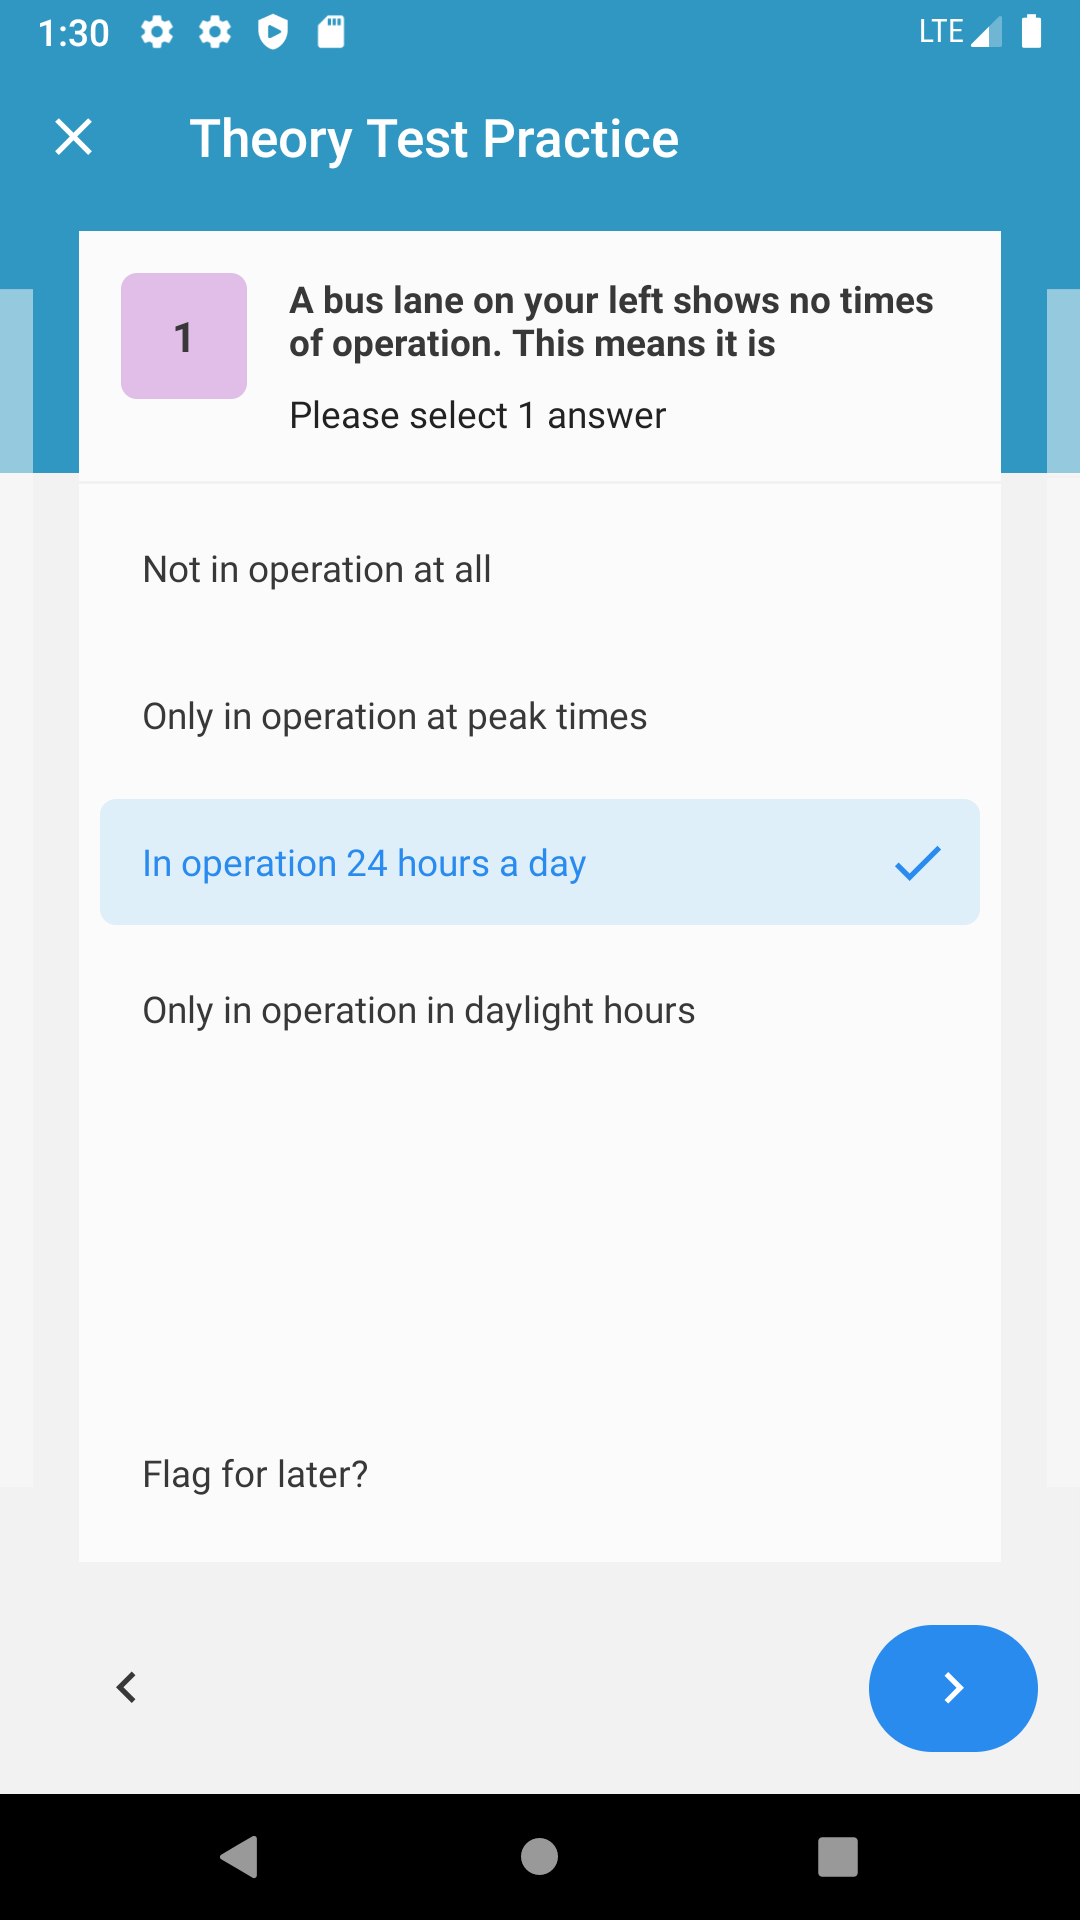 1:30
LTE
Theory Test Practice
1
A bus lane on your left shows no times
of operation. This means it is
Please select 1 answer
Not in operation at all
Only in operation at peak times
In operation 24 hours a day
Only in operation in daylight hours
Flag for later?